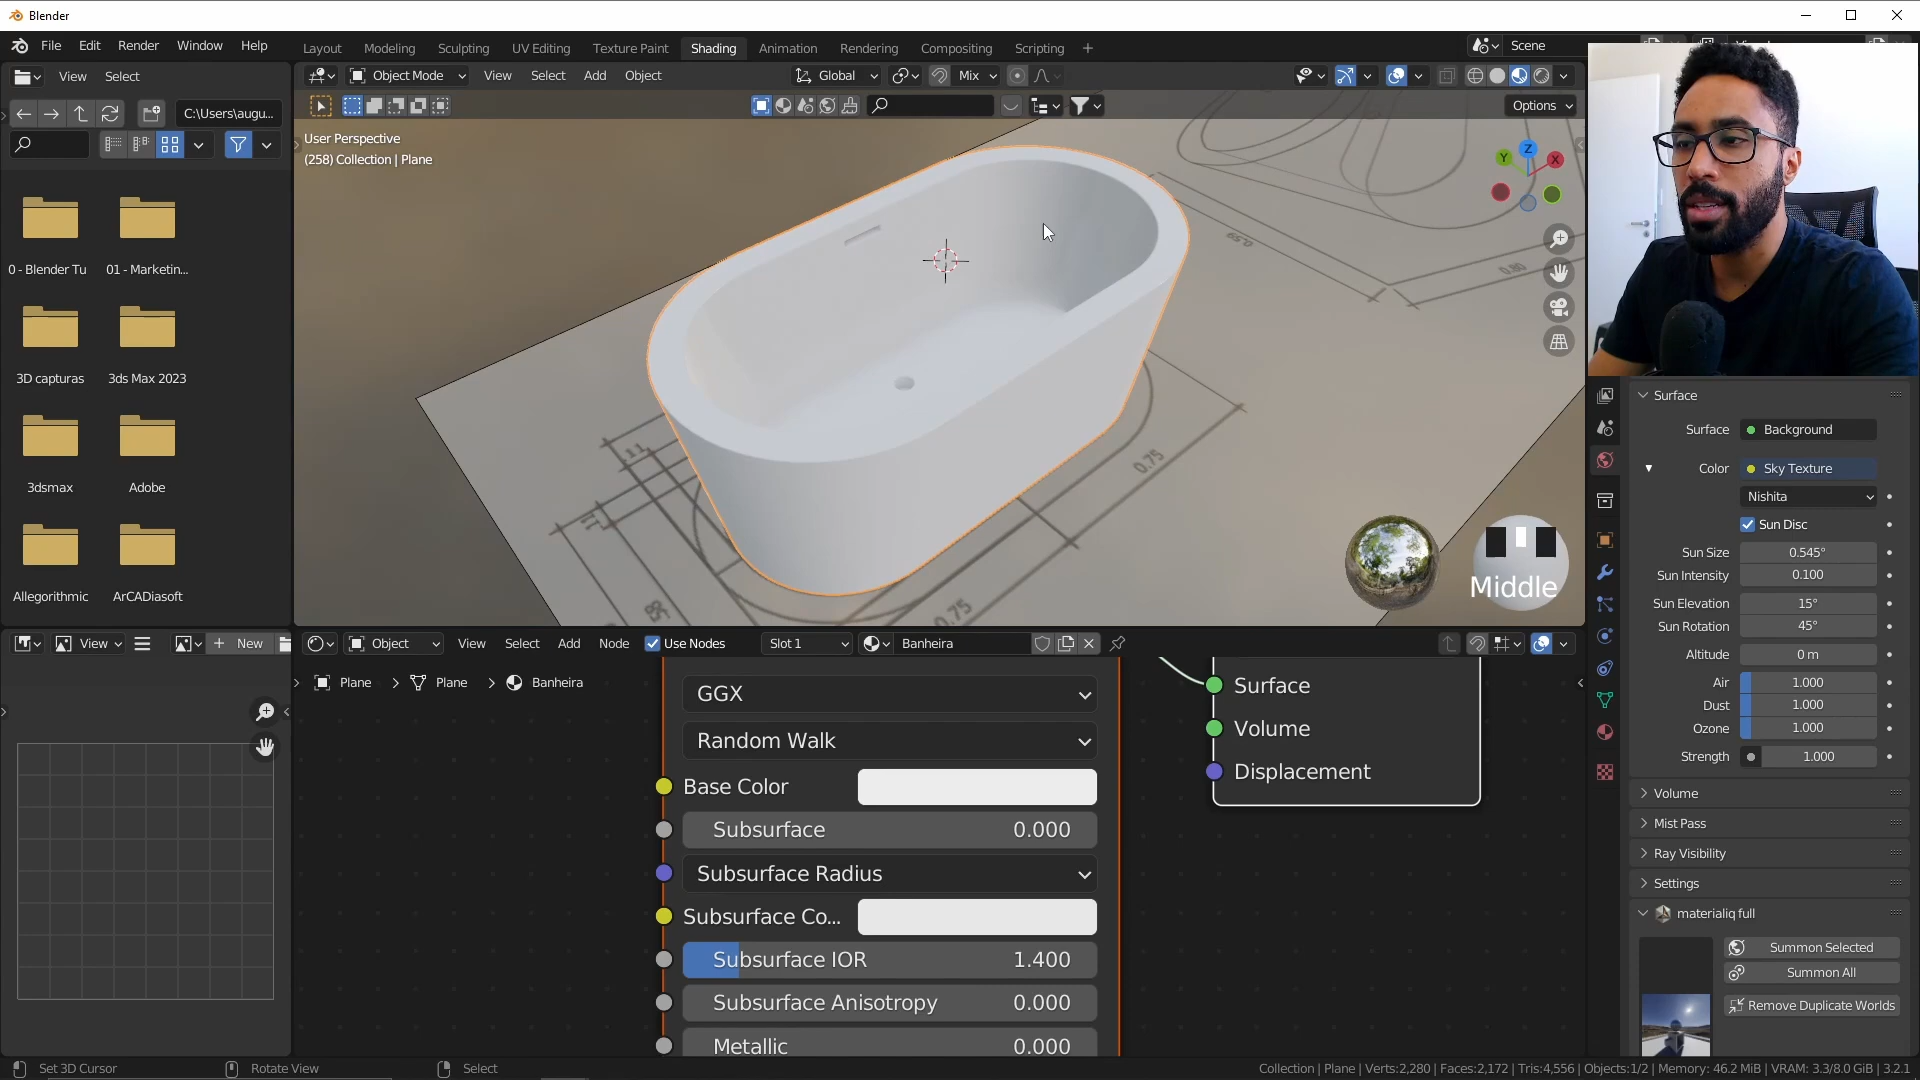 Blender
File Edit Render Window Help
Layout Modeling Sculpting UV Editing Texture Paint Shading Animation Rendering Compositing Scripting
Scene
View Select
Object Mode View Select Add Object
Global
Mix
C:\Users\augu...
Options
User Perspective
(258) Collection | Plane
Z
Y
X
0 - Blender Tu
01 - Marketin...
3D capturas
3ds Max 2023
3dsmax
Adobe
Allegorithmic
ArCADiasoft
0.59
0.80
0.75
0.75
Middle
Surface
Surface Background
Color Sky Texture
Nishita
Sun Disc
Sun Size 0.545°
Sun Intensity 0.100
Sun Elevation 15°
Sun Rotation 45°
Altitude 0 m
Air 1.000
Dust 1.000
Ozone 1.000
Strength 1.000
Volume
Mist Pass
Ray Visibility
Settings
materialiq full
Summon Selected
Summon All
Remove Duplicate Worlds
View
New
Object View Select Add Node Use Nodes Slot 1 Banheira
Plane Plane Banheira
GGX
Random Walk
Base Color
Subsurface 0.000
Subsurface Radius
Subsurface Co...
Subsurface IOR 1.400
Subsurface Anisotropy 0.000
Metallic 0.000
Surface
Volume
Displacement
Set 3D Cursor Rotate View Select
Collection | Plane | Verts:2,280 | Faces:2,172 | Tris:4,556 | Objects:1/2 | Memory: 46.2 MiB | VRAM: 3.3/8.0 GiB | 3.2.1